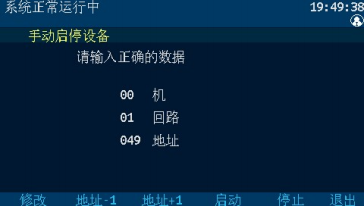 系统正常运行中 19:49:38
手动启停设备
请输入正确的数据
00 机
01 回路
049 地址
修改 地址-1 地址+1 启动 停止 退出